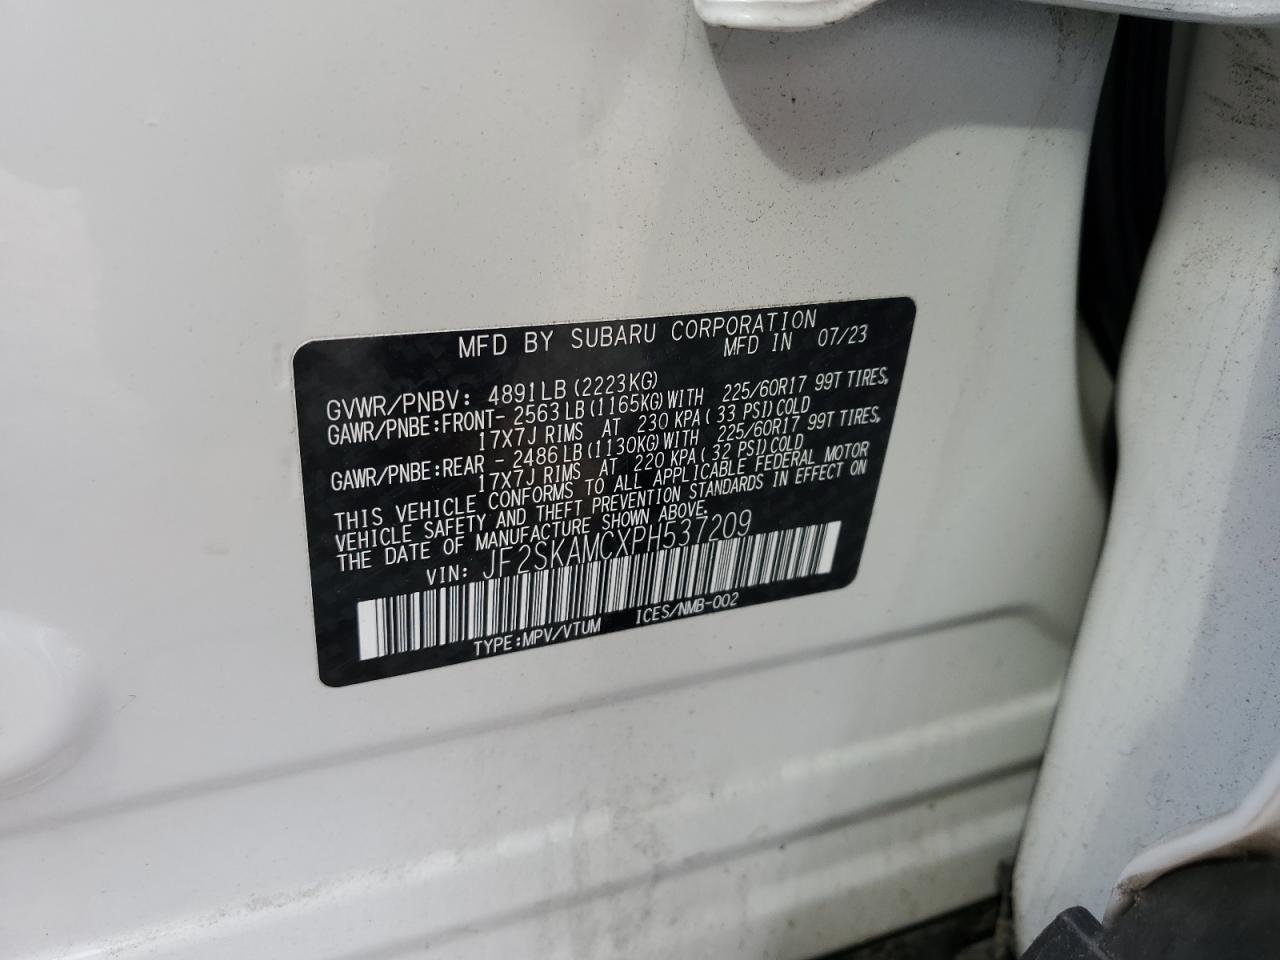 MFD BY SUBARU CORPORATION
MFD IN 07/23
GVWR/PNBV: 4891LB (2223KG)
GAWR/PNBE:FRONT- 2563LB (1165KG) WITH 225/60R17 99T TIRES,
17X7J RIMS AT 230 KPA( 33 PSI) COLD
GAWR/PNBE:REAR - 2486LB (1130KG) WITH 225/60R17 99T TIRES,
17X7J RIMS AT 220 KPA( 32 PSI) COLD
THIS VEHICLE CONFORMS TO ALL APPLICABLE FEDERAL MOTOR
VEHICLE SAFETY AND THEFT PREVENTION STANDARDS IN EFFECT ON
THE DATE OF MANUFACTURE SHOWN ABOVE.
VIN: JF2SKAMCXPH537209
TYPE:MPV/VTUM ICES/NMB-002